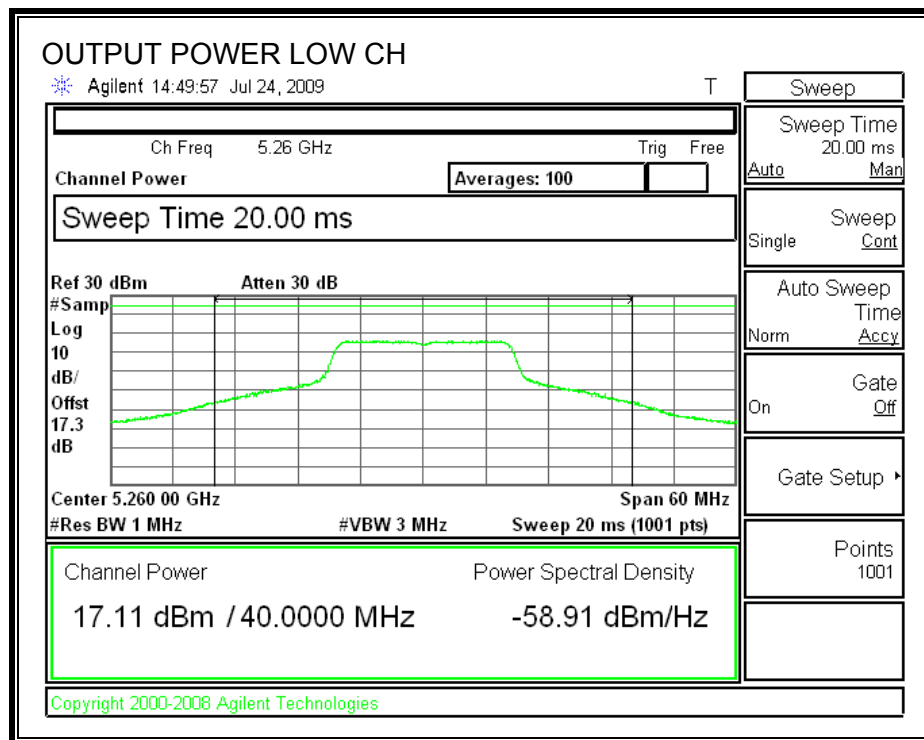 OUTPUT POWER LOW CH
Agilent 14:49:57 Jul 24, 2009 T
Ch Freq 5.26 GHz Trig Free
Channel Power Averages: 100
Sweep Time 20.00 ms
Ref 30 dBm Atten 30 dB
#Samp
Log
10
dB/
Offst
17.3
dB
Center 5.260 00 GHz Span 60 MHz
#Res BW 1 MHz #VBW 3 MHz Sweep 20 ms (1001 pts)
Channel Power Power Spectral Density
17.11 dBm / 40.0000 MHz -58.91 dBm/Hz
Copyright 2000-2008 Agilent Technologies
Sweep
Sweep Time
20.00 ms
Auto Man
Sweep
Single Cont
Auto Sweep
Time
Norm Accy
Gate
On Off
Gate Setup
Points
1001